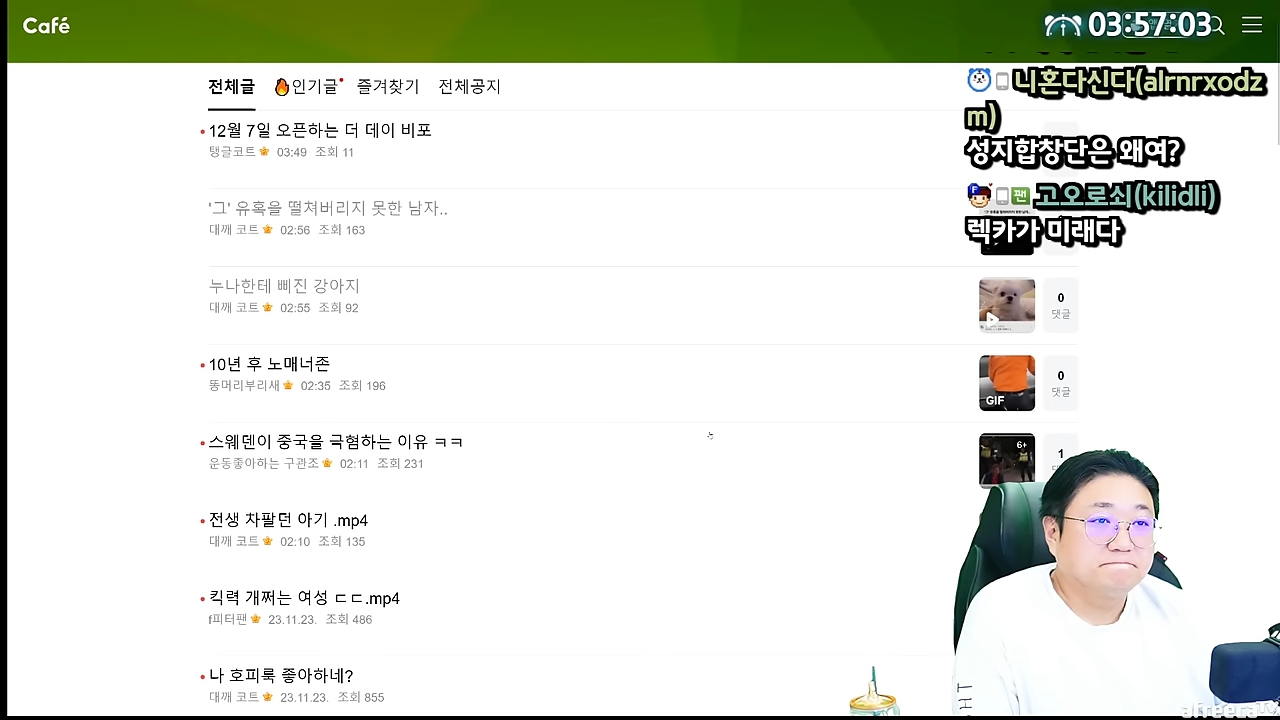 Café
03:57:03
전체글
인기글
즐겨찾기
전체공지
12월 7일 오픈하는 더 데이 비포
탱글코트 03:49 조회 11
'그' 유혹을 떨쳐버리지 못한 남자..
대깨 코트 02:56 조회 163
누나한테 삐진 강아지
대깨 코트 02:55 조회 92
0
댓글
10년 후 노매너존
똥머리부리새 02:35 조회 196
GIF
0
댓글
스웨덴이 중국을 극혐하는 이유 ㅋㅋ
운동좋아하는 구관조 02:11 조회 231
6+
1
전생 차팔던 아기 .mp4
대깨 코트 02:10 조회 135
킥력 개쩌는 여성 ㄷㄷ.mp4
f피터팬 23.11.23. 조회 486
나 호피룩 좋아하네?
대깨 코트 23.11.23. 조회 855
니혼다신다(alrnrxodz
m)
성지합창단은 왜여?
팬 고오로쇠(kilidli)
렉카가 미래다
HT
afreecaTV